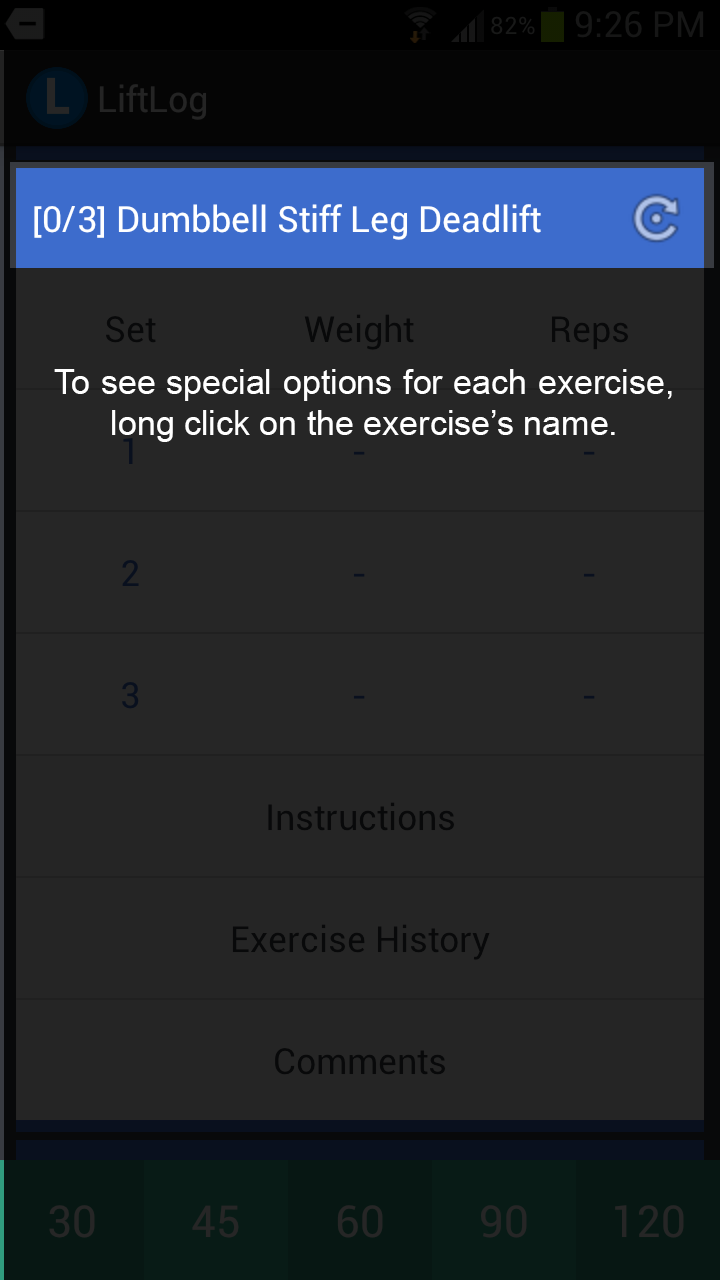 82% 9:26 PM
L LiftLog
[0/3] Dumbbell Stiff Leg Deadlift
Set Weight Reps
To see special options for each exercise,
long click on the exercise’s name.
1 - -
2 - -
3 - -
Instructions
Exercise History
Comments
30 45 60 90 120